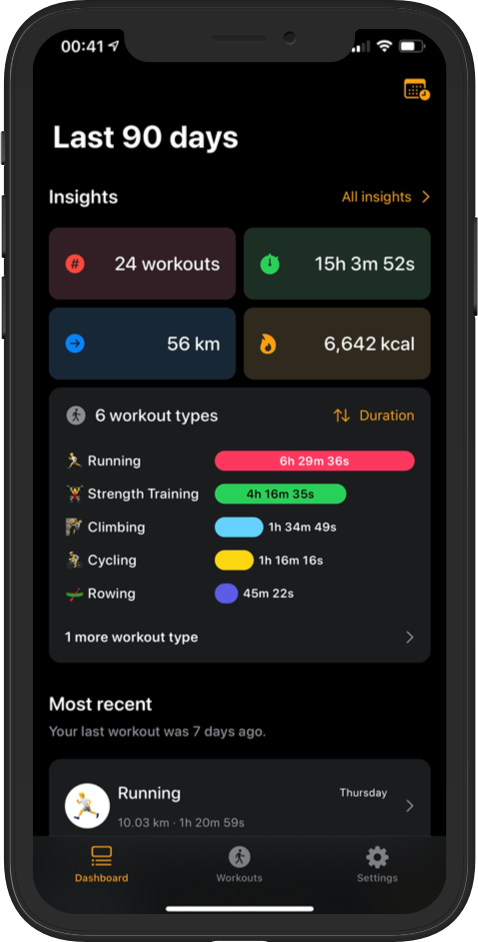 00:41
Last 90 days
Insights
All insights
# 24 workouts
15h 3m 52s
56 km
6,642 kcal
6 workout types
Duration
Running 6h 29m 36s
Strength Training 4h 16m 35s
Climbing 1h 34m 49s
Cycling 1h 16m 16s
Rowing 45m 22s
1 more workout type
Most recent
Your last workout was 7 days ago.
Running
Thursday
10.03 km · 1h 20m 59s
Dashboard
Workouts
Settings